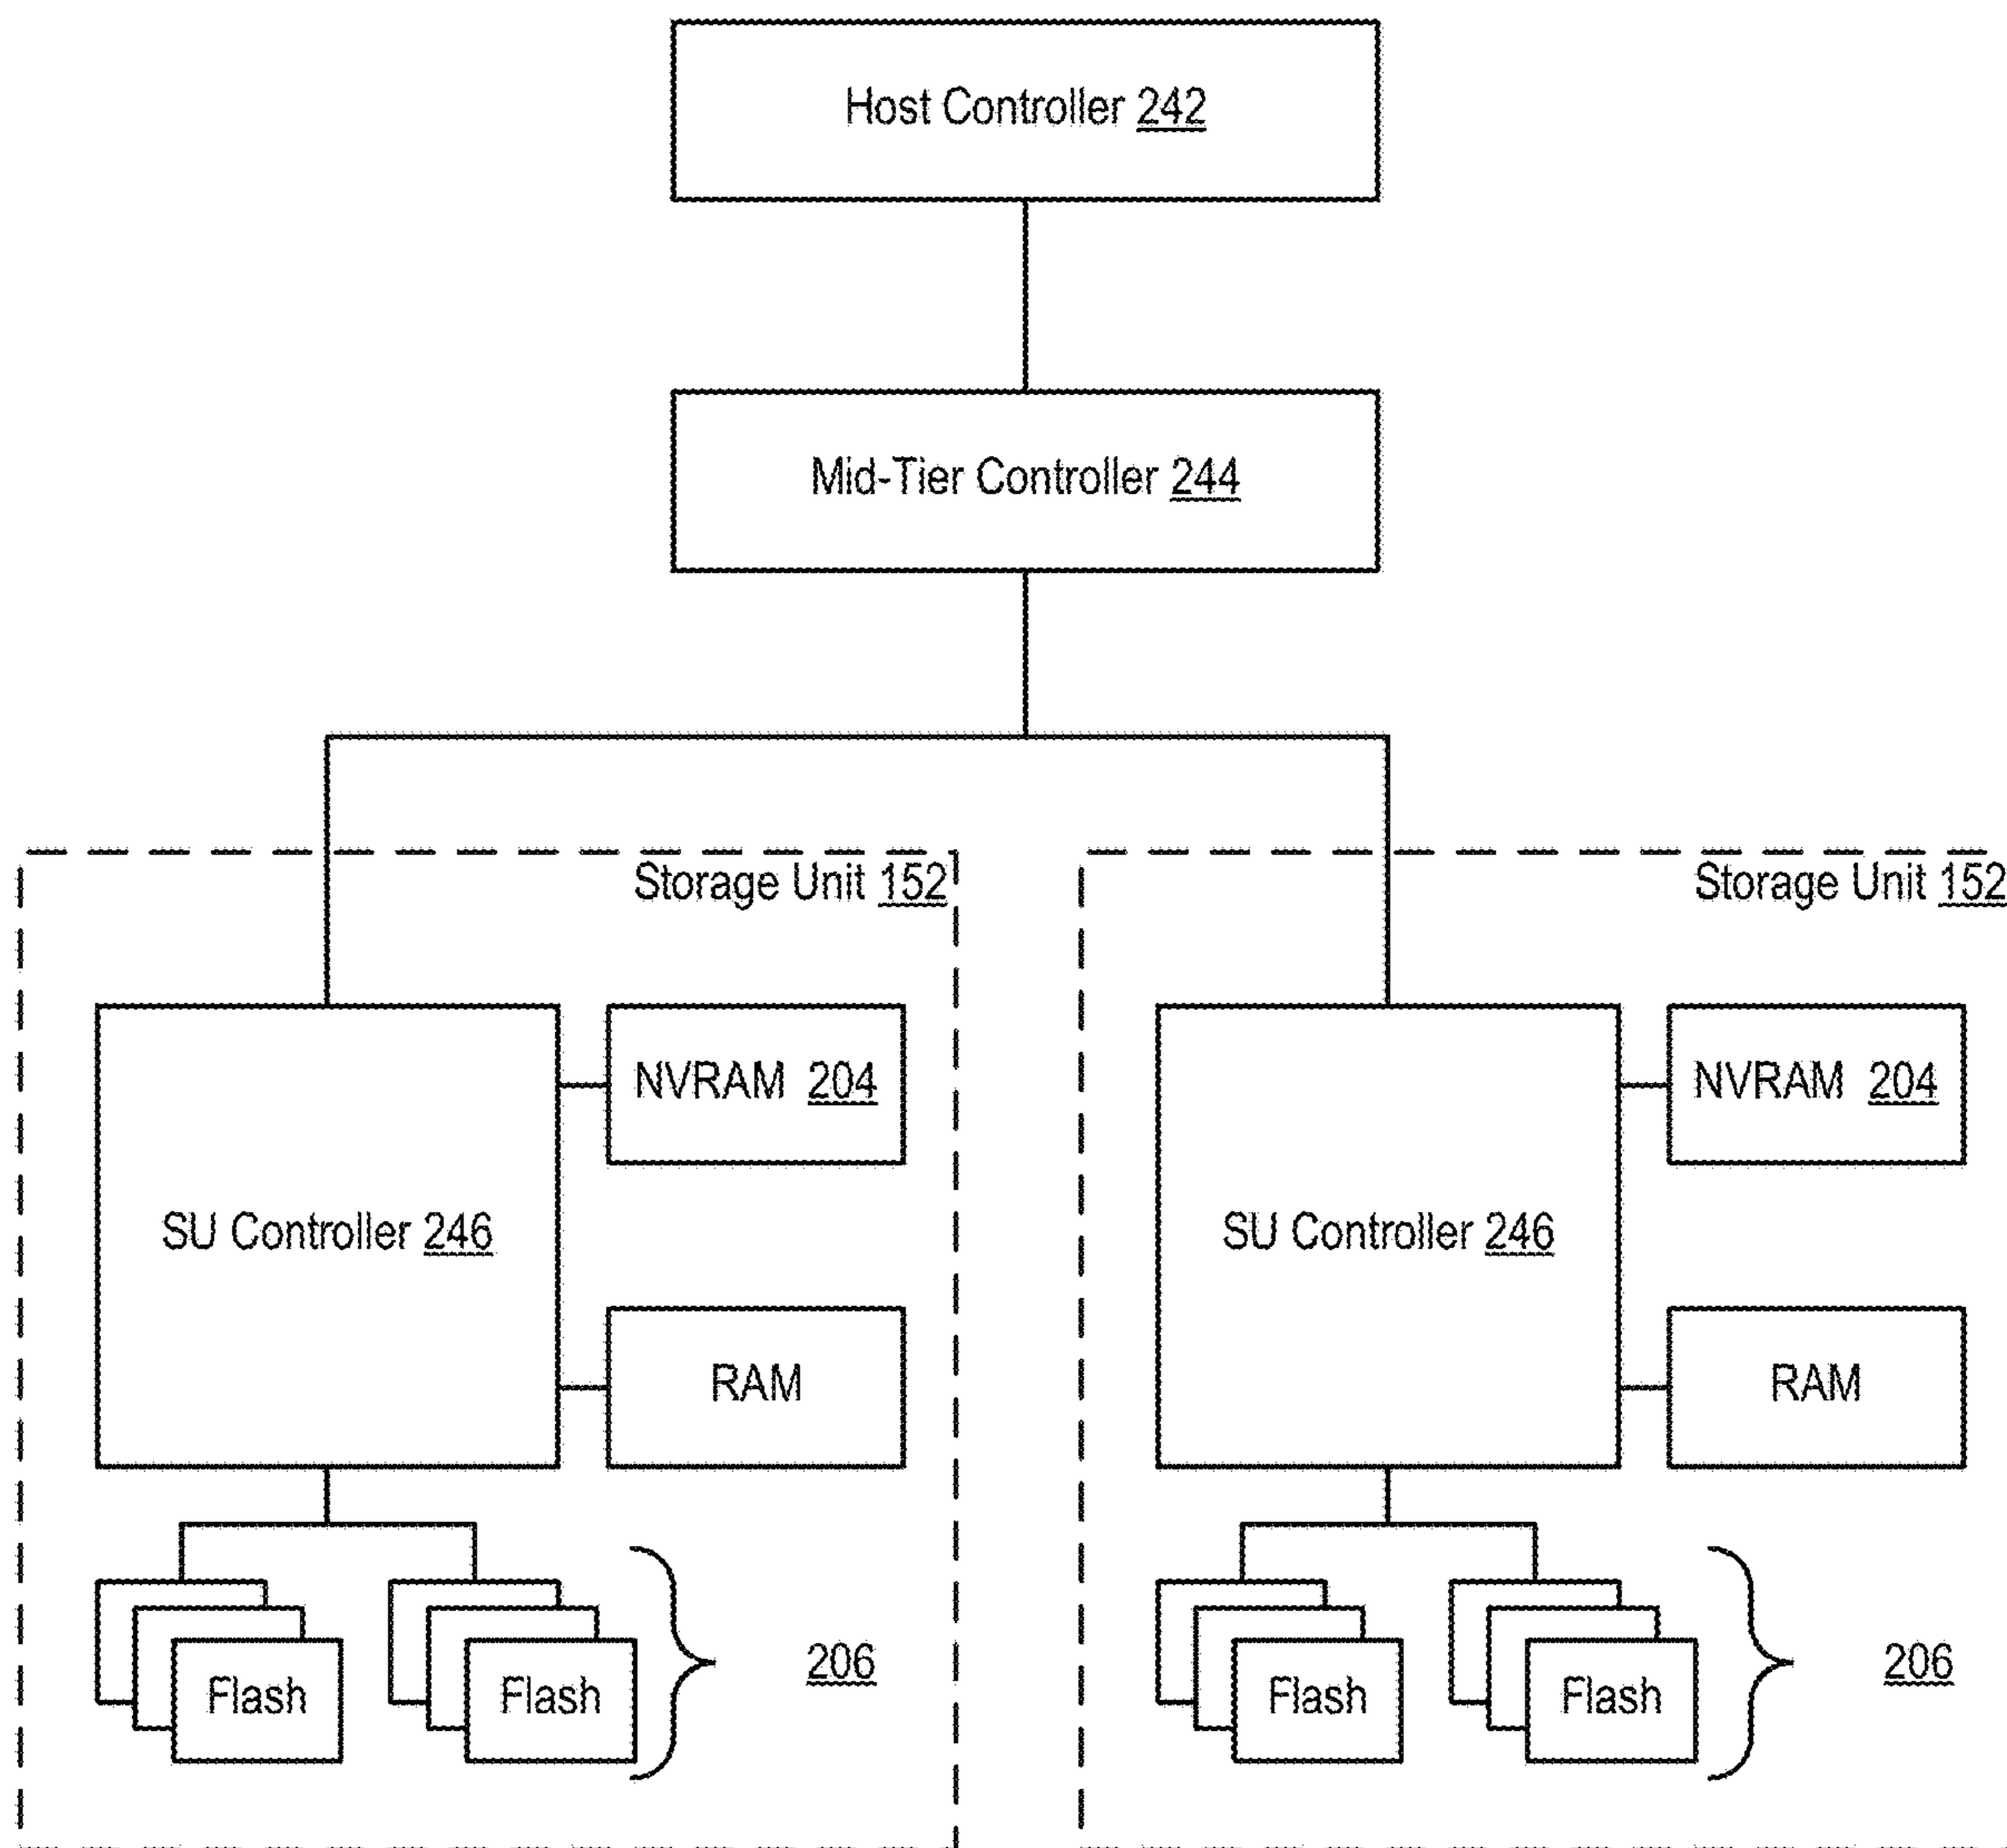 Host Controller 242
Mid-Tier Controller 244
Storage Unit 152
NVRAM 204
SU Controller 246
RAM
Flash
Flash
206
Storage Unit 152
NVRAM 204
SU Controller 246
RAM
Flash
Flash
206